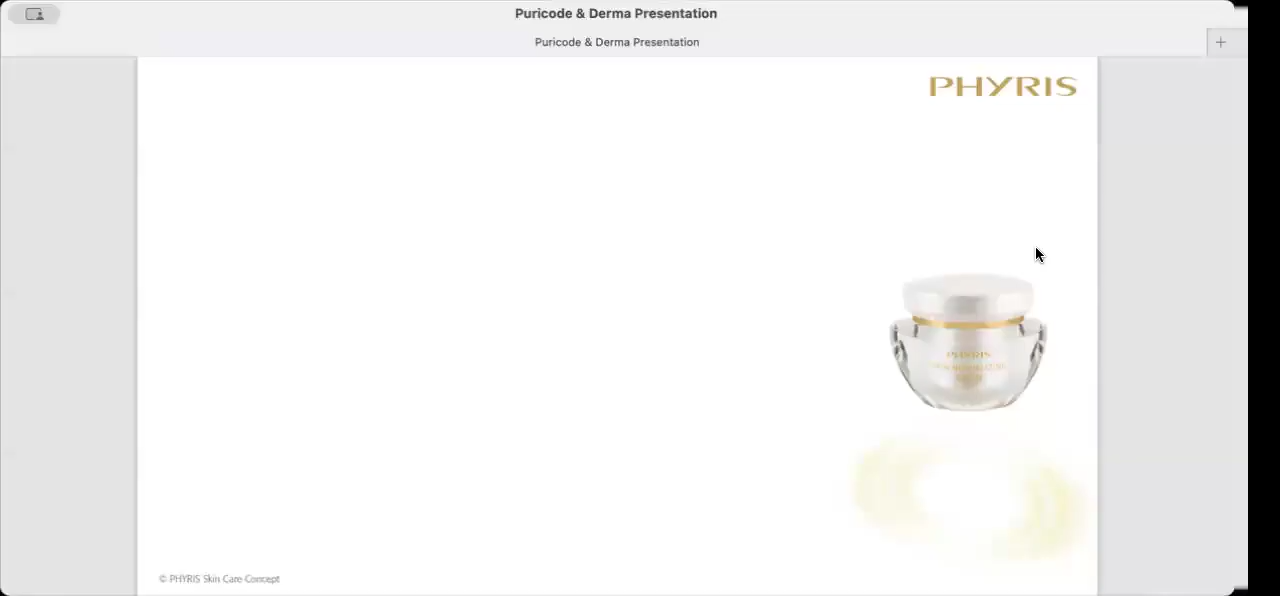 Puricode & Derma Presentation
Puricode & Derma Presentation
+
PHYRIS
PHYRIS
© PHYRIS Skin Care Concept